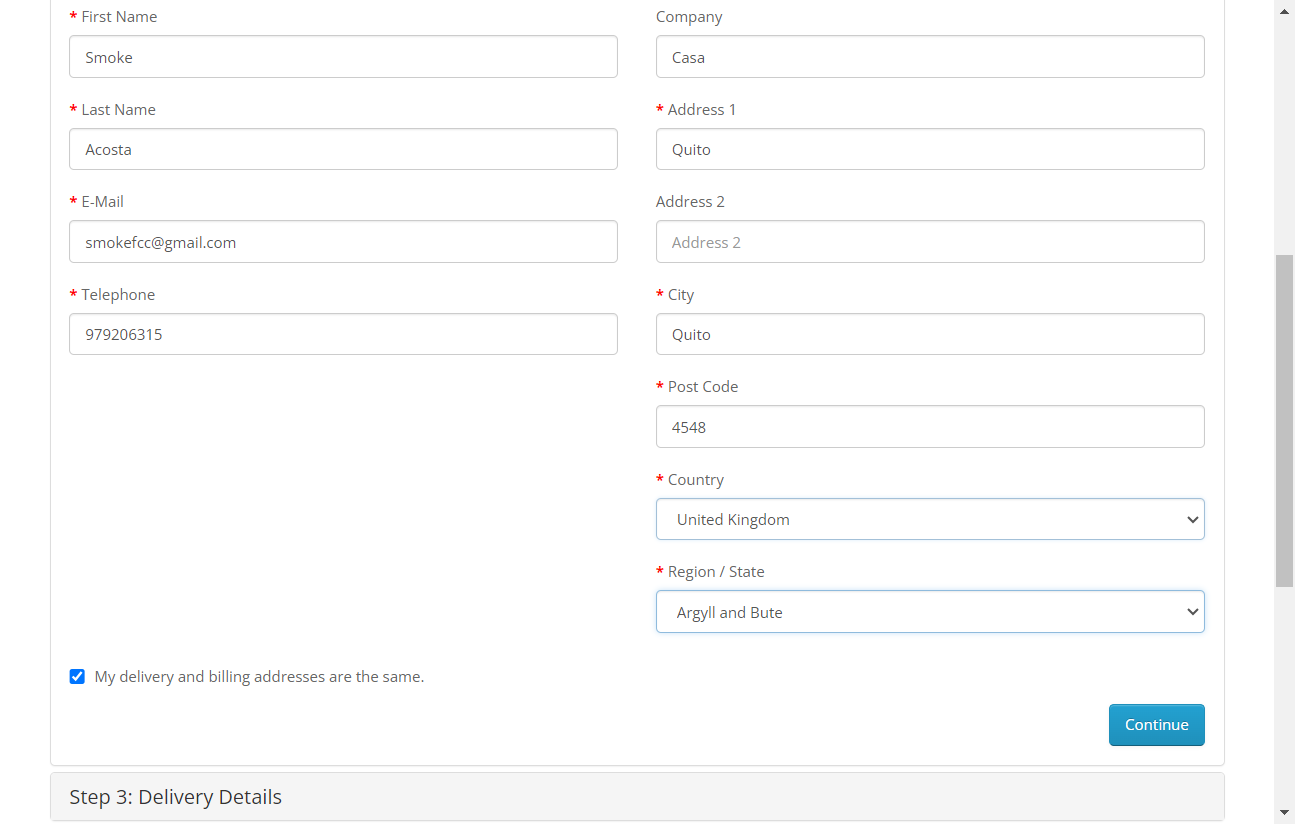 * First Name
Smoke
* Last Name
Acosta
* E-Mail
smokefcc@gmail.com
* Telephone
979206315
Company
Casa
* Address 1
Quito
Address 2
Address 2
* City
Quito
* Post Code
4548
* Country
United Kingdom
* Region / State
Argyll and Bute
My delivery and billing addresses are the same.
Continue
Step 3: Delivery Details